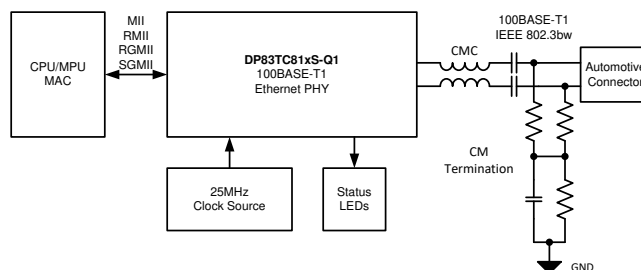 MII
RMII
RGMII
SGMII
CPU/MPU
MAC
DP83TC81xS-Q1
100BASE-T1
Ethernet PHY
CMC
100BASE-T1
IEEE 802.3bw
Automotive
Connector
25MHz
Clock Source
Status
LEDs
CM
Termination
GND